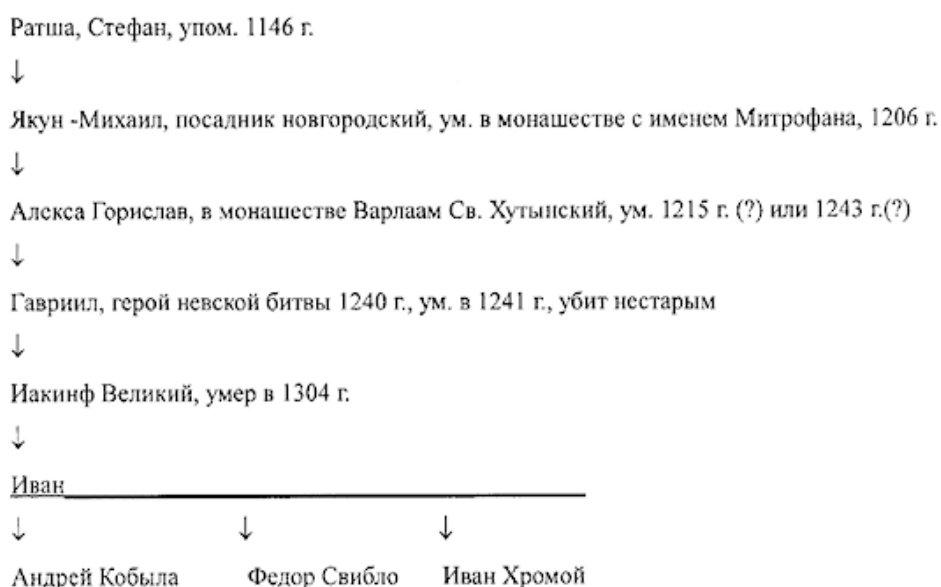 Ратша, Стефан, упом. 1146 г.
↓
Якун -Михаил, посадник новгородский, ум. в монашестве с именем Митрофана, 1206 г.
↓
Алекса Горислав, в монашестве Варлаам Св. Хутынский, ум. 1215 г. (?) или 1243 г.(?)
↓
Гавриил, герой невской битвы 1240 г., ум. в 1241 г., убит нестарым
↓
Иакинф Великий, умер в 1304 г.
↓
Иван
↓ ↓ ↓
Андрей Кобыла Федор Свибло Иван Хромой